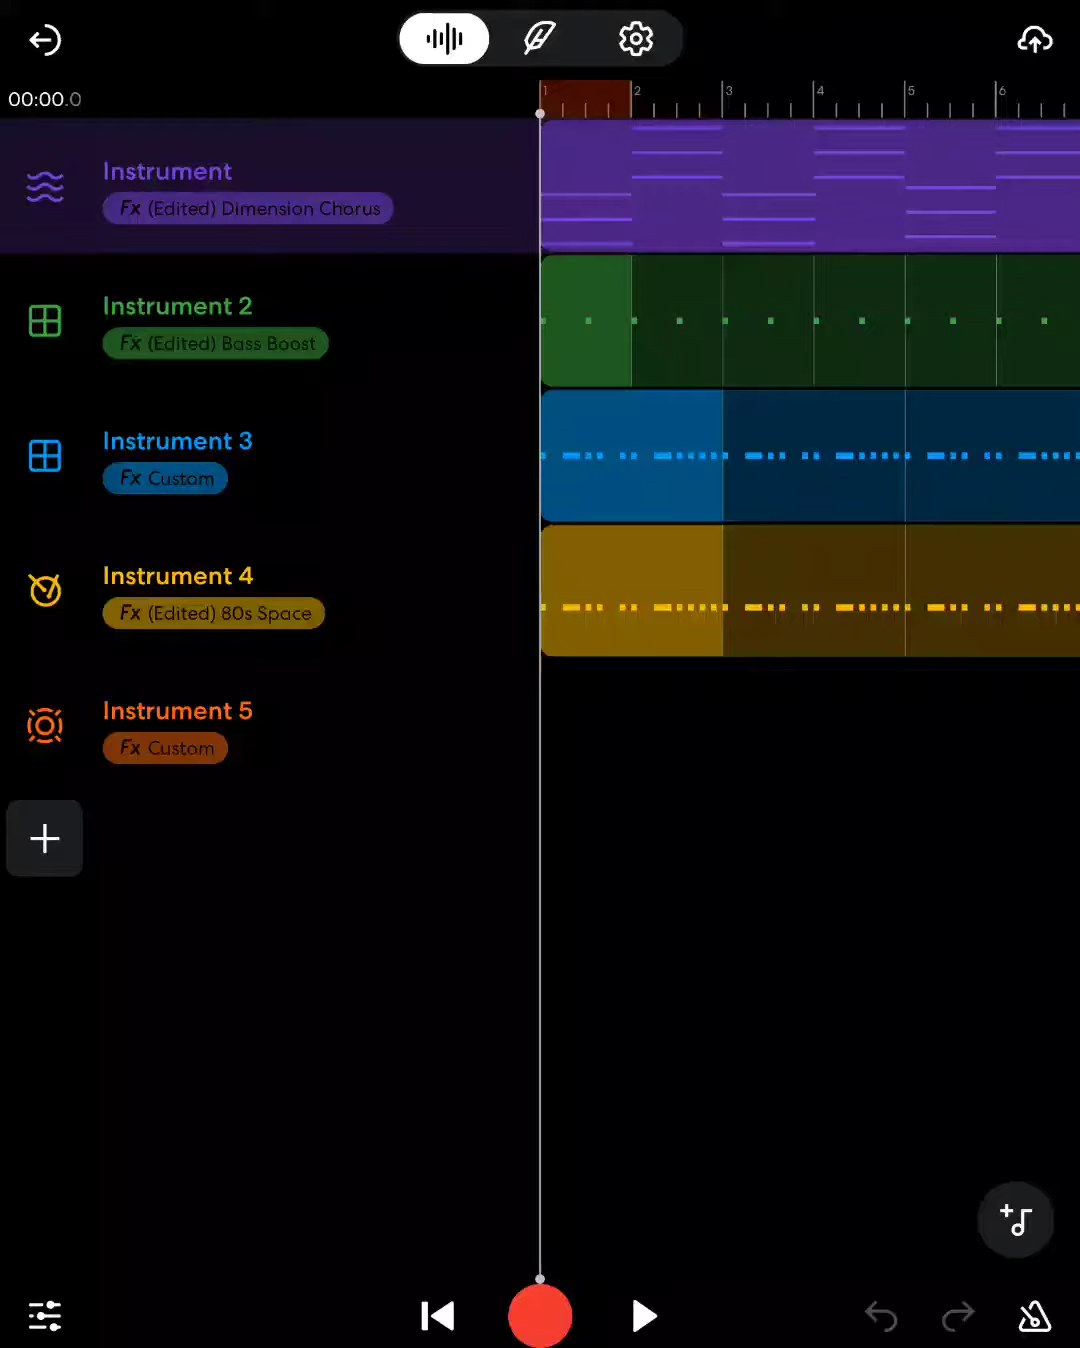 00:00.0
1 2 3 4 5 6
Instrument
Fx (Edited) Dimension Chorus
Instrument 2
Fx (Edited) Bass Boost
Instrument 3
Fx Custom
Instrument 4
Fx (Edited) 80s Space
Instrument 5
Fx Custom